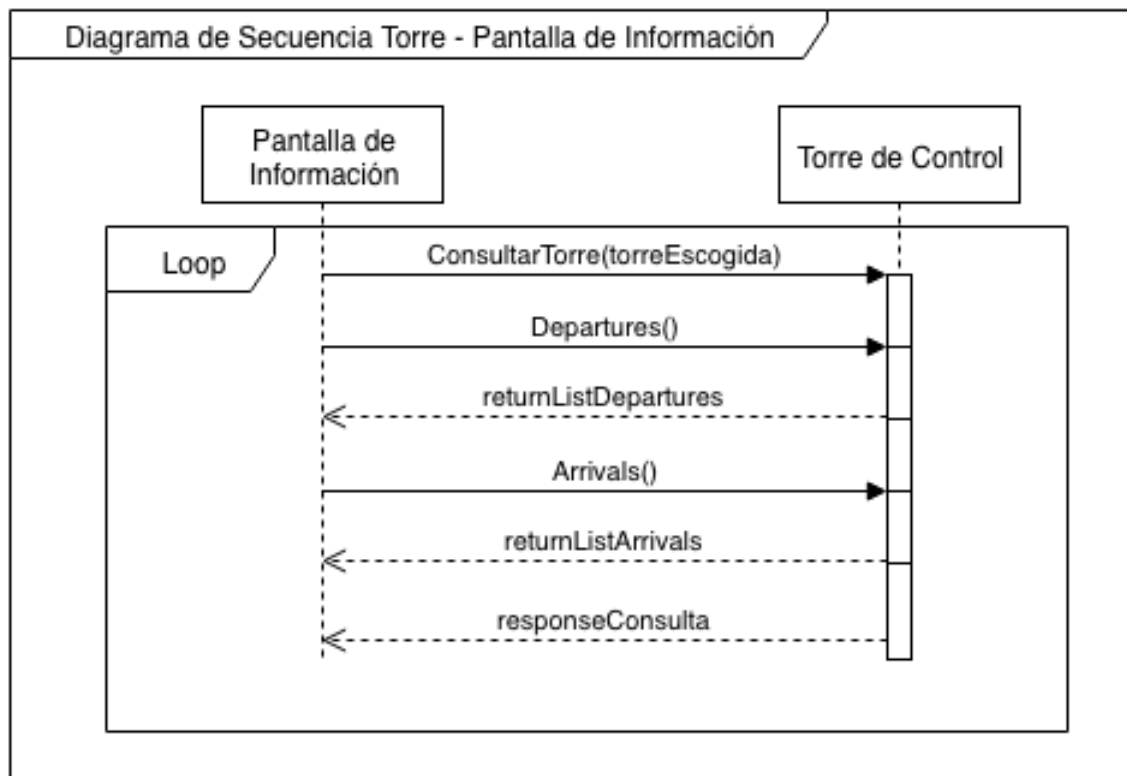 Diagrama de Secuencia Torre - Pantalla de Información
Pantalla de
Información
Torre de Control
Loop
ConsultarTorre(torreEscogida)
Departures()
returnListDepartures
Arrivals()
returnListArrivals
responseConsulta